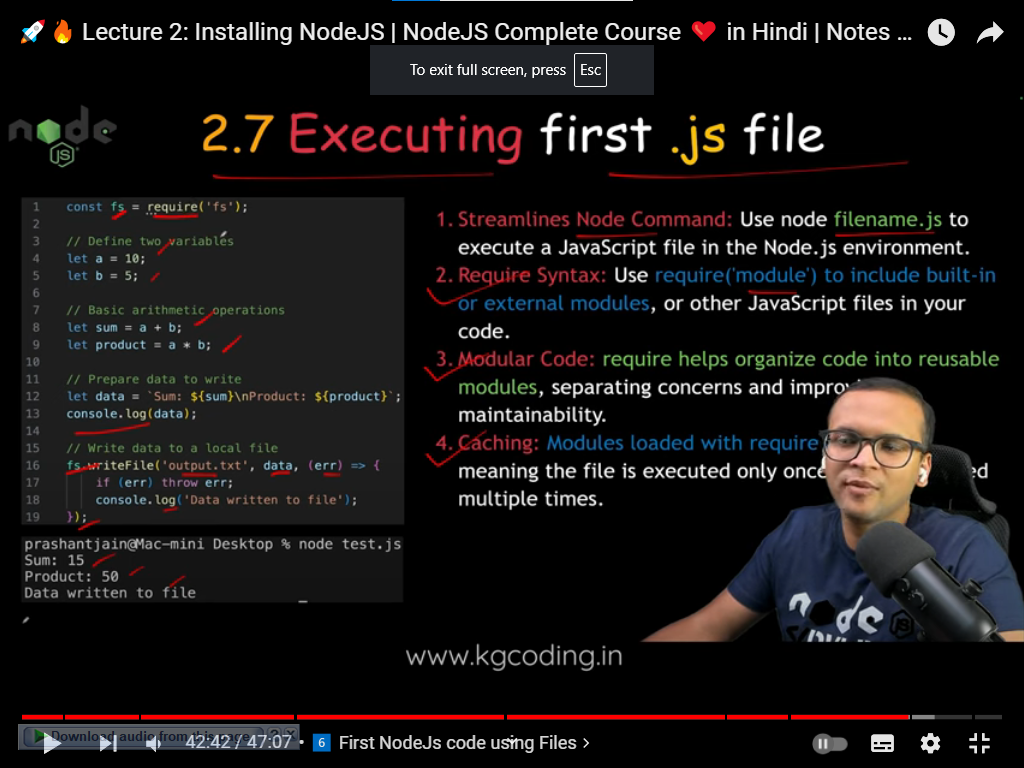 🚀🔥 Lecture 2: Installing NodeJS | NodeJS Complete Course ❤️ in Hindi | Notes ...
To exit full screen, press Esc
node
JS
2.7 Executing first .js file
1 const fs = require('fs');
2
3 // Define two variables
4 let a = 10;
5 let b = 5;
6
7 // Basic arithmetic operations
8 let sum = a + b;
9 let product = a * b;
10
11 // Prepare data to write
12 let data = `Sum: ${sum}\nProduct: ${product}`;
13 console.log(data);
14
15 // Write data to a local file
16 fs.writeFile('output.txt', data, (err) => {
17 if (err) throw err;
18 console.log('Data written to file');
19 });
prashantjain@Mac-mini Desktop % node test.js
Sum: 15
Product: 50
Data written to file
1. Streamlines Node Command: Use node filename.js to
execute a JavaScript file in the Node.js environment.
2. Require Syntax: Use require('module') to include built-in
or external modules, or other JavaScript files in your
code.
3. Modular Code: require helps organize code into reusable
modules, separating concerns and improvi
maintainability.
4. Caching: Modules loaded with require
meaning the file is executed only once ed
multiple times.
node
JS
www.kgcoding.in
Download audio from this page
42:42 / 47:07 • 6 First NodeJs code using Files >